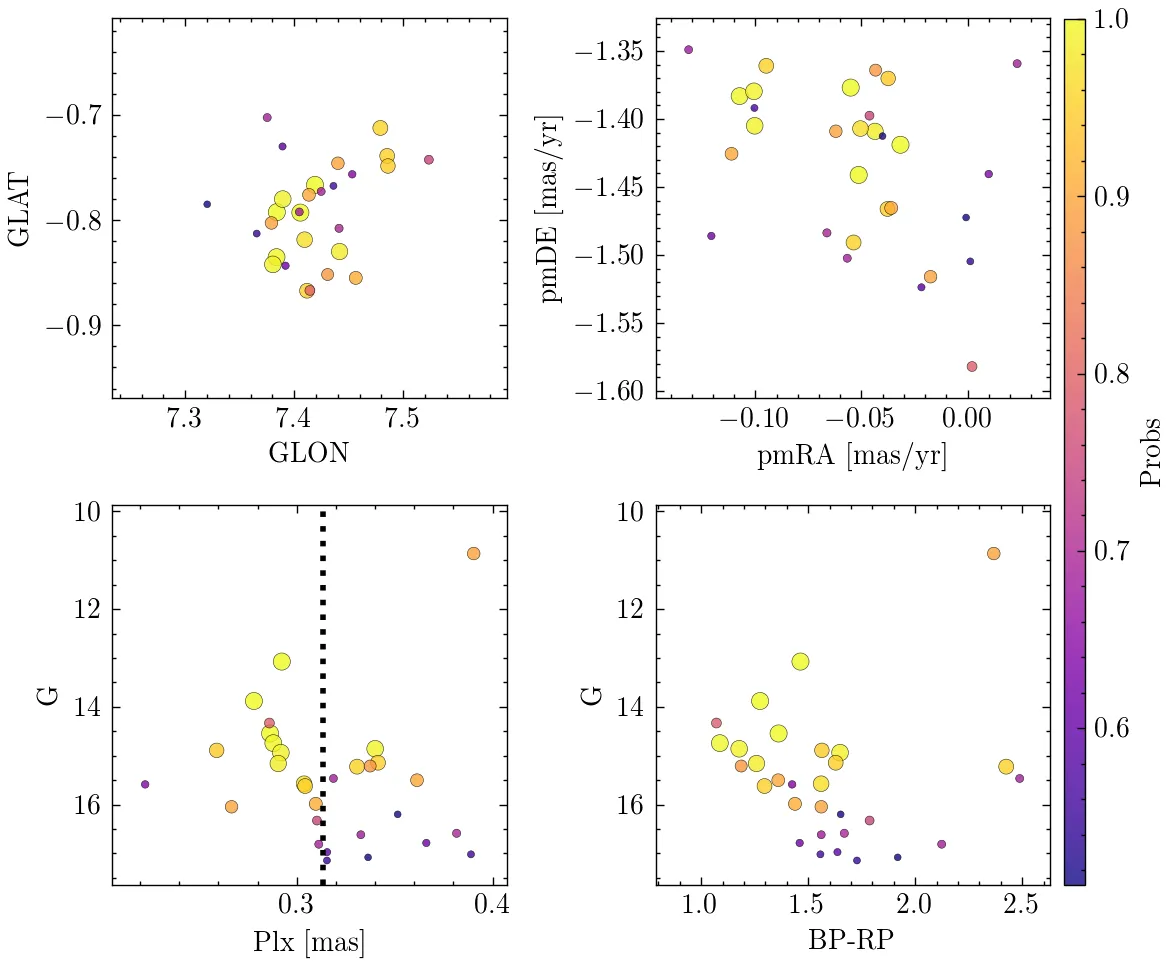 −0.7
−0.8
−0.9
GLAT
7.3 7.4 7.5
GLON
−1.35
−1.40
−1.45
−1.50
−1.55
−1.60
pmDE [mas/yr]
−0.10 −0.05 0.00
pmRA [mas/yr]
1.0
0.9
0.8
0.7
0.6
Probs
10
12
14
16
G
0.3 0.4
Plx [mas]
10
12
14
16
G
1.0 1.5 2.0 2.5
BP-RP